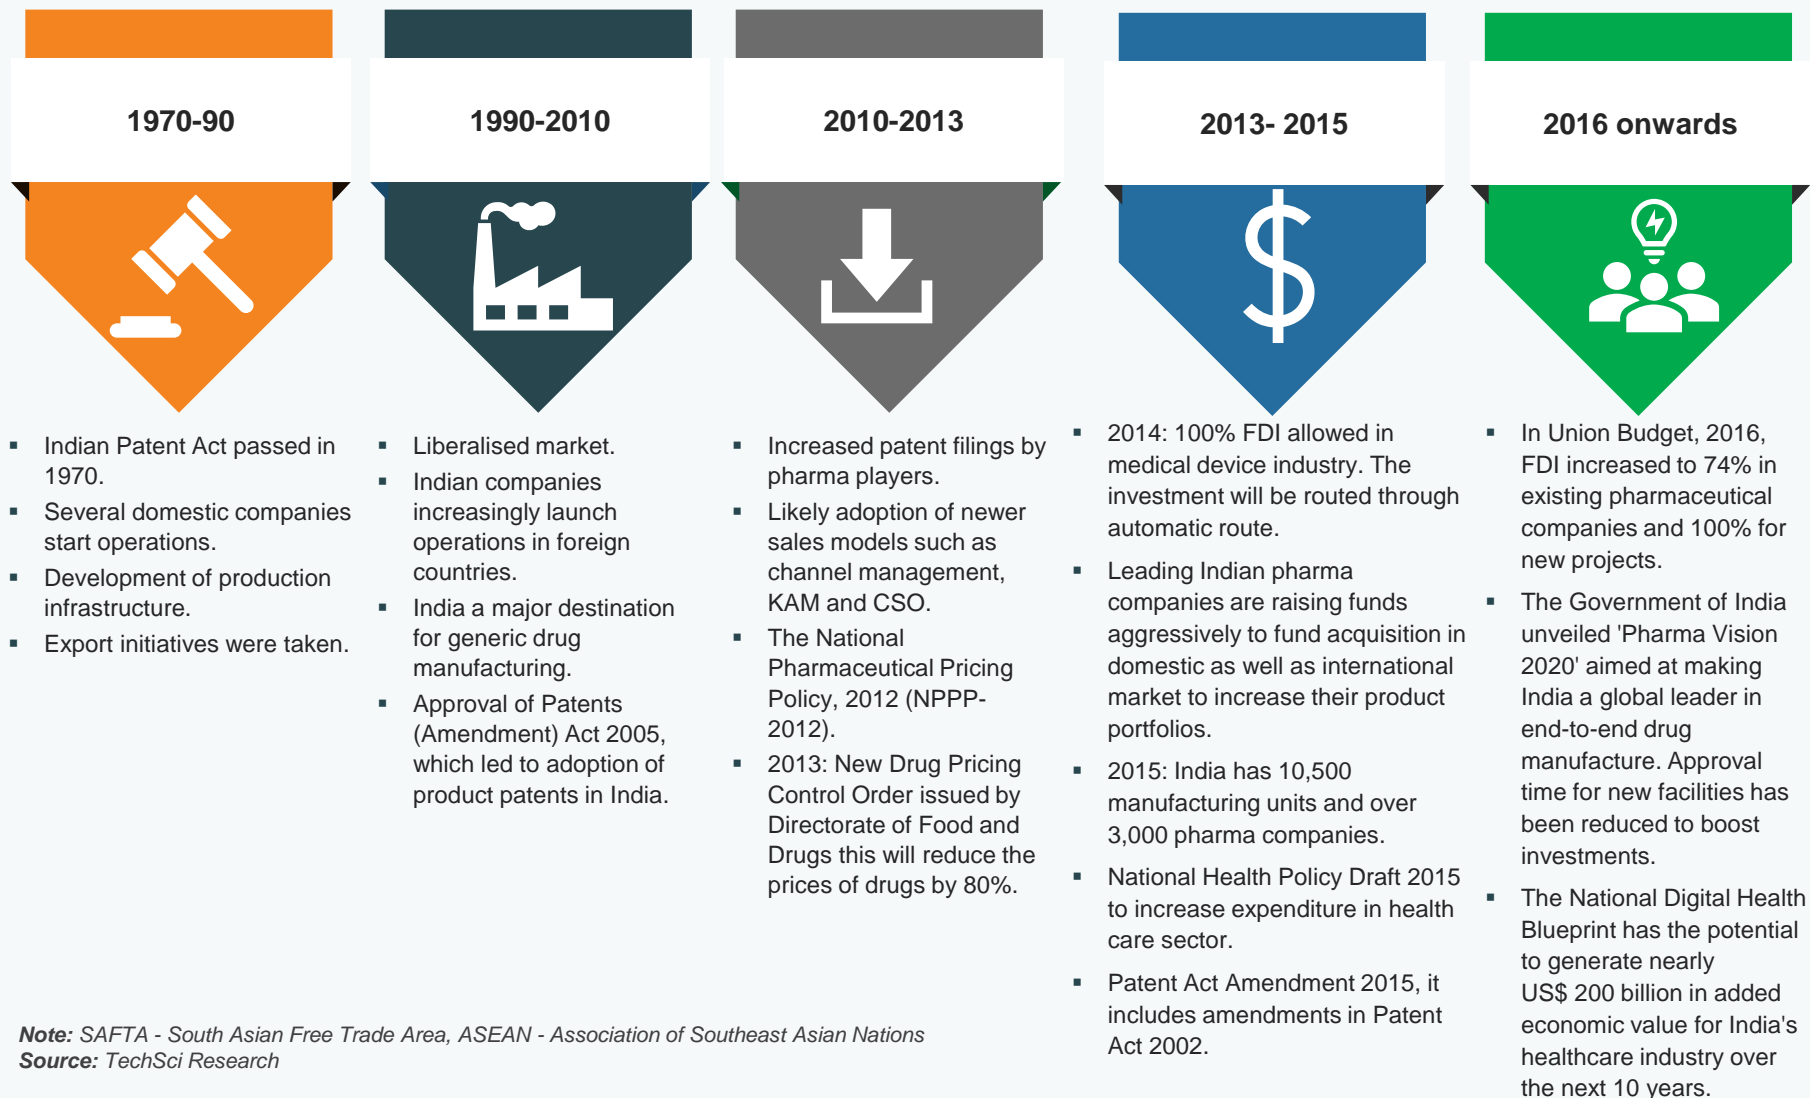 1970-90
▪ Indian Patent Act passed in
1970.
▪ Several domestic companies
start operations.
▪ Development of production
infrastructure.
▪ Export initiatives were taken.
1990-2010
▪ Liberalised market.
▪ Indian companies
increasingly launch
operations in foreign
countries.
▪ India a major destination
for generic drug
manufacturing.
▪ Approval of Patents
(Amendment) Act 2005,
which led to adoption of
product patents in India.
2010-2013
▪ Increased patent filings by
pharma players.
▪ Likely adoption of newer
sales models such as
channel management,
KAM and CSO.
▪ The National
Pharmaceutical Pricing
Policy, 2012 (NPPP-
2012).
▪ 2013: New Drug Pricing
Control Order issued by
Directorate of Food and
Drugs this will reduce the
prices of drugs by 80%.
2013- 2015
▪ 2014: 100% FDI allowed in
medical device industry. The
investment will be routed through
automatic route.
▪ Leading Indian pharma
companies are raising funds
aggressively to fund acquisition in
domestic as well as international
market to increase their product
portfolios.
▪ 2015: India has 10,500
manufacturing units and over
3,000 pharma companies.
▪ National Health Policy Draft 2015
to increase expenditure in health
care sector.
▪ Patent Act Amendment 2015, it
includes amendments in Patent
Act 2002.
2016 onwards
▪ In Union Budget, 2016,
FDI increased to 74% in
existing pharmaceutical
companies and 100% for
new projects.
▪ The Government of India
unveiled 'Pharma Vision
2020' aimed at making
India a global leader in
end-to-end drug
manufacture. Approval
time for new facilities has
been reduced to boost
investments.
▪ The National Digital Health
Blueprint has the potential
to generate nearly
US$ 200 billion in added
economic value for India's
healthcare industry over
the next 10 years.
Note: SAFTA - South Asian Free Trade Area, ASEAN - Association of Southeast Asian Nations
Source: TechSci Research